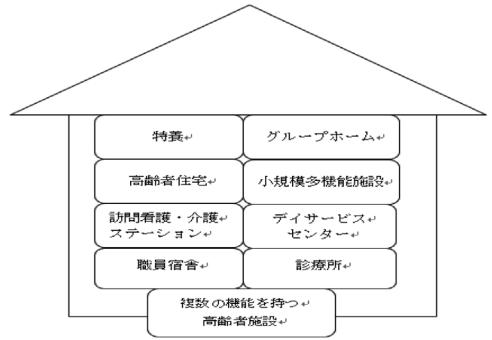 特養
グループホーム
高齢者住宅
小規模多機能施設
訪問看護・介護
ステーション
デイサービス
センター
職員宿舎
診療所
複数の機能を持つ
高齢者施設